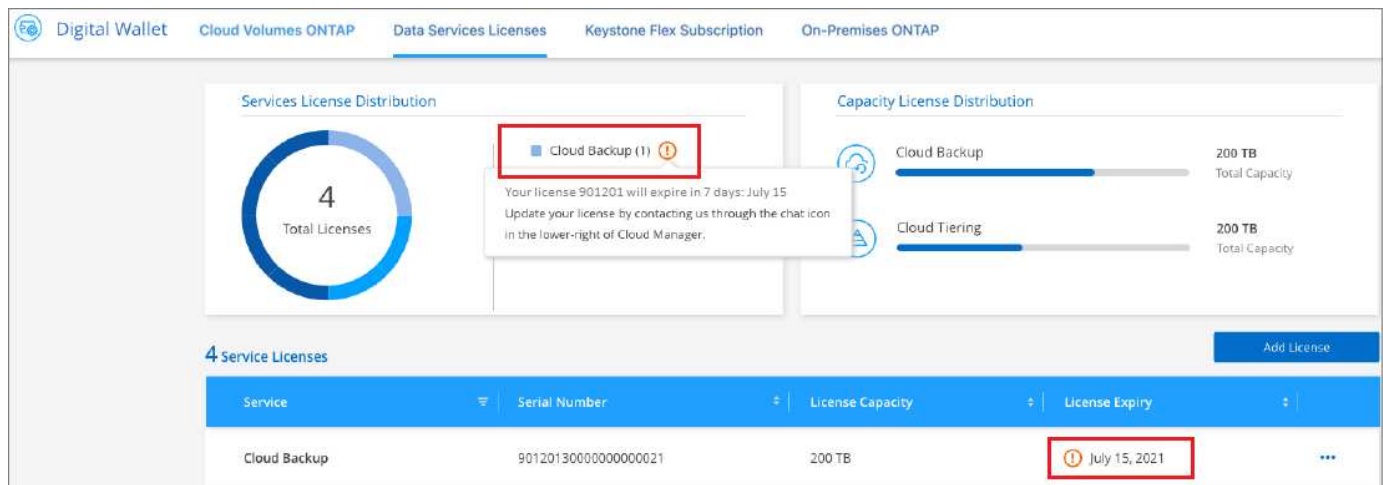 Digital Wallet
Cloud Volumes ONTAP
Data Services Licenses
Keystone Flex Subscription
On-Premises ONTAP
Services License Distribution
4
Total Licenses
Cloud Backup (1)
Your license 901201 will expire in 7 days: July 15
Update your license by contacting us through the chat icon
in the lower-right of Cloud Manager.
Capacity License Distribution
Cloud Backup
200 TB
Total Capacity
Cloud Tiering
200 TB
Total Capacity
4 Service Licenses
Add License
Service
Serial Number
License Capacity
License Expiry
Cloud Backup
90120130000000000021
200 TB
July 15, 2021